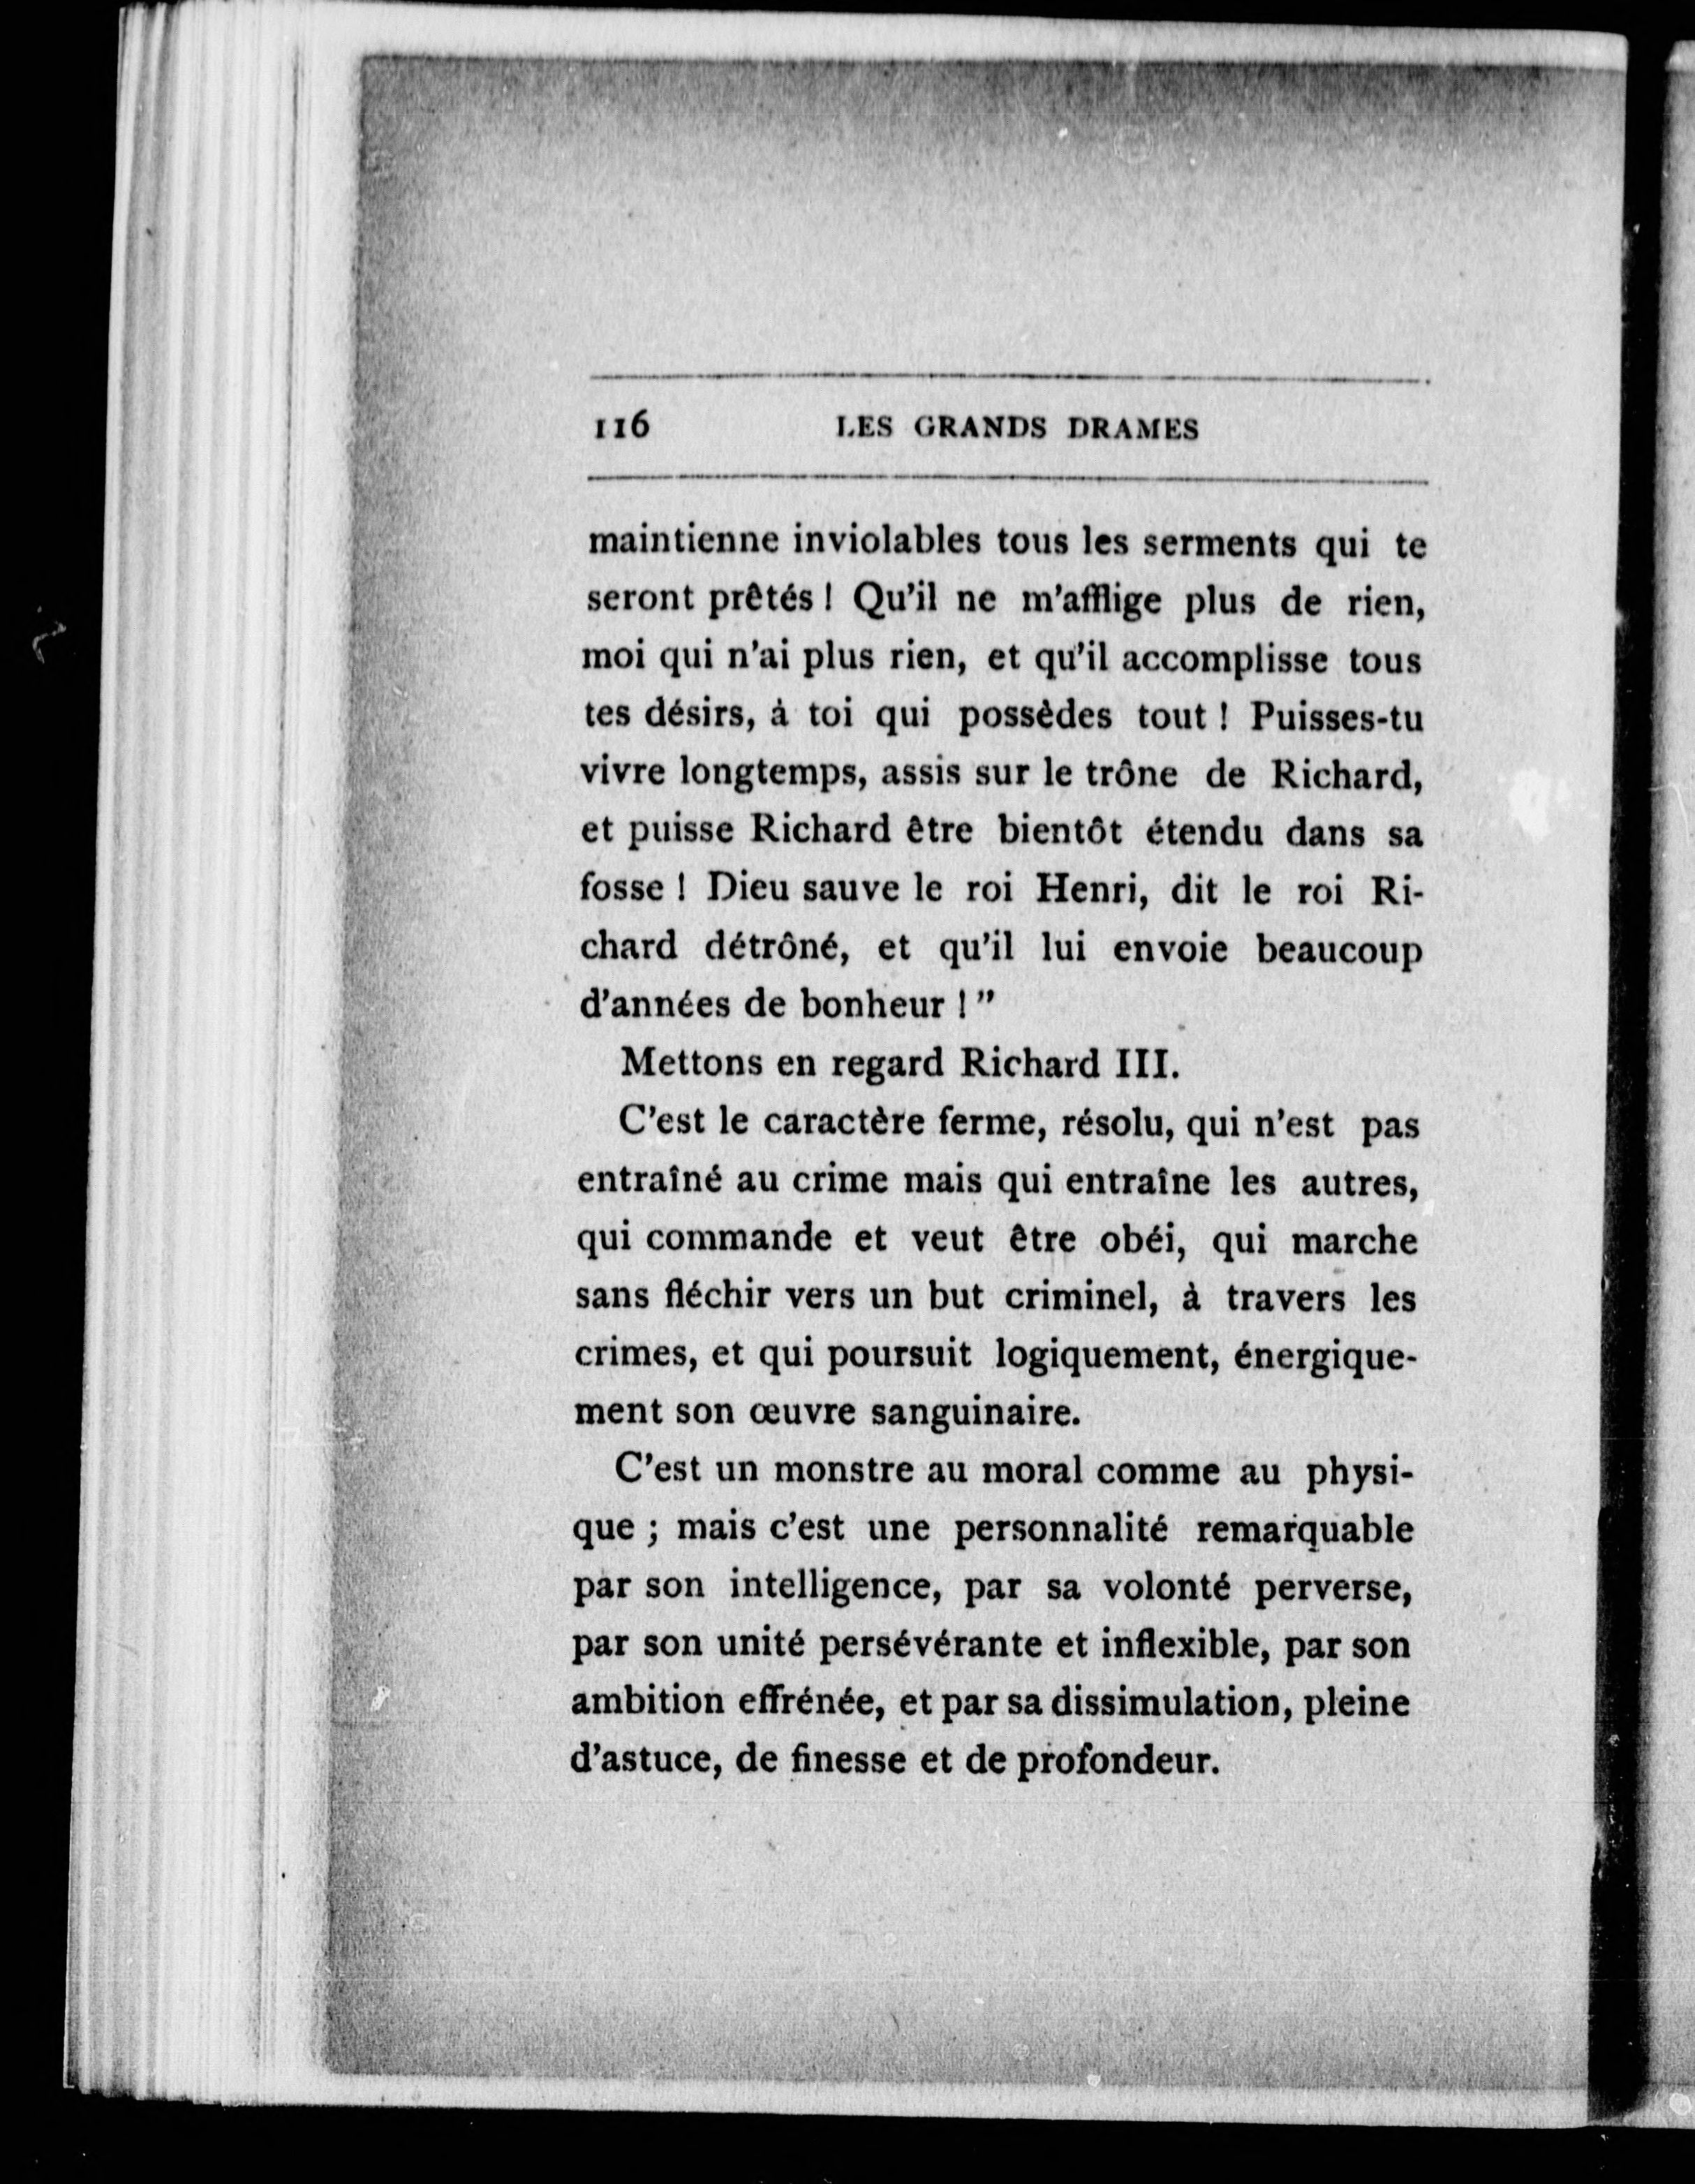 116 LES GRANDS DRAMES
maintienne inviolables tous les serments qui te
seront prêtés ! Qu'il ne m'afflige plus de rien,
moi qui n'ai plus rien, et qu'il accomplisse tous
tes désirs, à toi qui possèdes tout ! Puisses-tu
vivre longtemps, assis sur le trône de Richard,
et puisse Richard être bientôt étendu dans sa
fosse ! Dieu sauve le roi Henri, dit le roi Ri-
chard détrôné, et qu'il lui envoie beaucoup
d'années de bonheur ! ”
Mettons en regard Richard III.
C'est le caractère ferme, résolu, qui n'est pas
entraîné au crime mais qui entraîne les autres,
qui commande et veut être obéi, qui marche
sans fléchir vers un but criminel, à travers les
crimes, et qui poursuit logiquement, énergique-
ment son œuvre sanguinaire.
C'est un monstre au moral comme au physi-
que ; mais c'est une personnalité remarquable
par son intelligence, par sa volonté perverse,
par son unité persévérante et inflexible, par son
ambition effrénée, et par sa dissimulation, pleine
d'astuce, de finesse et de profondeur.